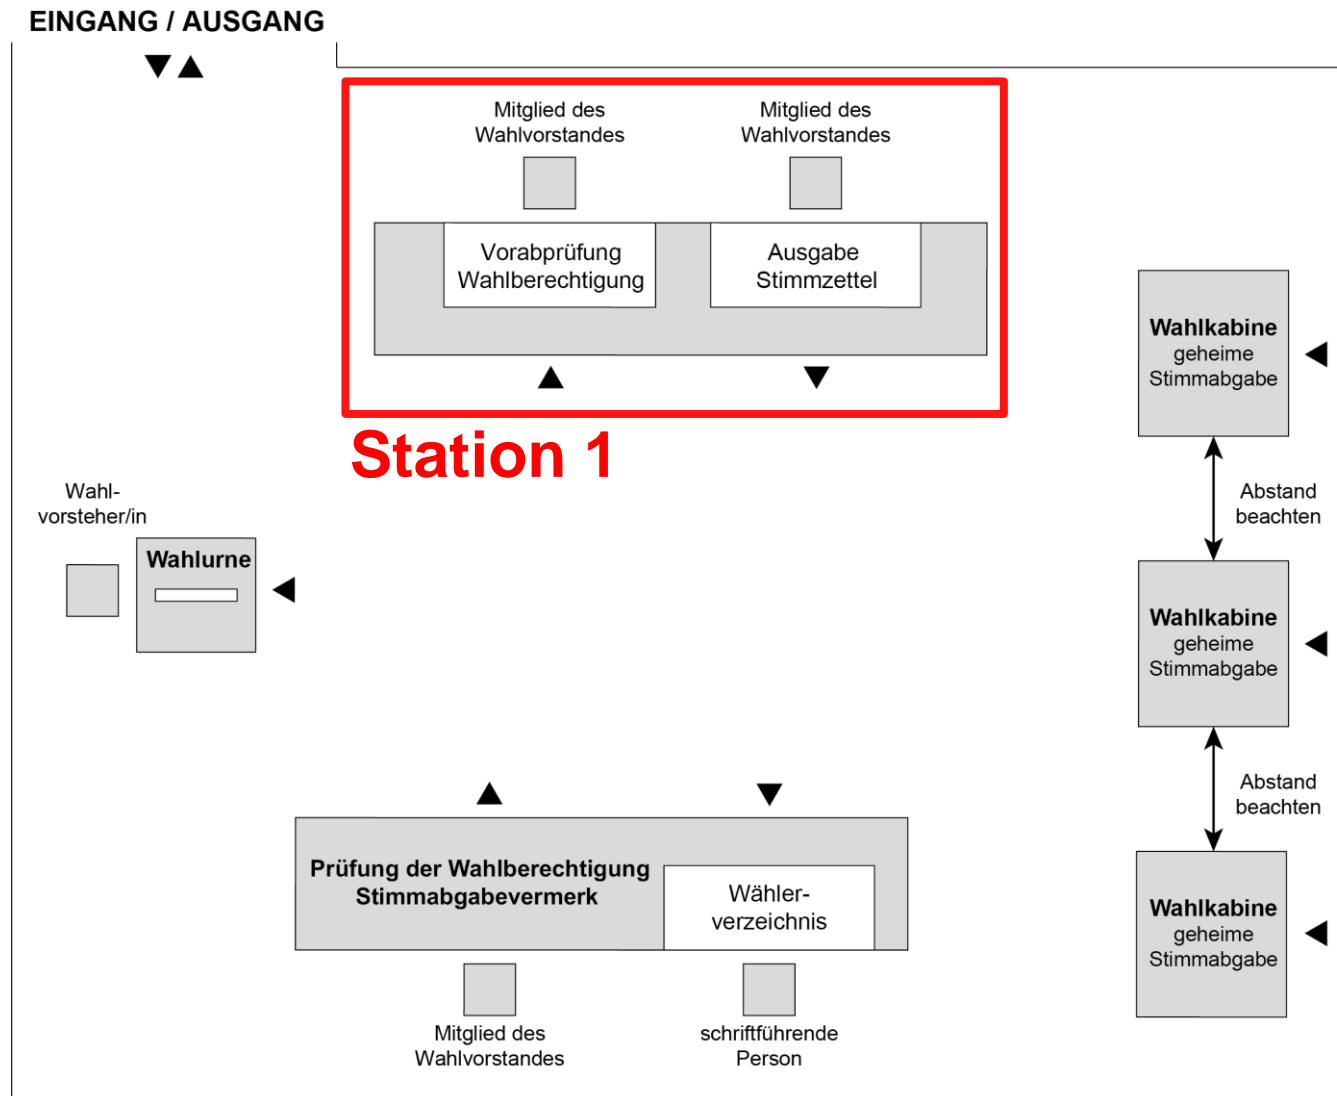 EINGANG / AUSGANG
Mitglied des
Wahlvorstandes
Mitglied des
Wahlvorstandes
Vorabprüfung
Wahlberechtigung
Ausgabe
Stimmzettel
Station 1
Wahlkabine
geheime
Stimmabgabe
Abstand
beachten
Wahl-
vorsteher/in
Wahlurne
Wahlkabine
geheime
Stimmabgabe
Abstand
beachten
Prüfung der Wahlberechtigung
Stimmabgabevermerk
Wähler-
verzeichnis
Wahlkabine
geheime
Stimmabgabe
Mitglied des
Wahlvorstandes
schriftführende
Person